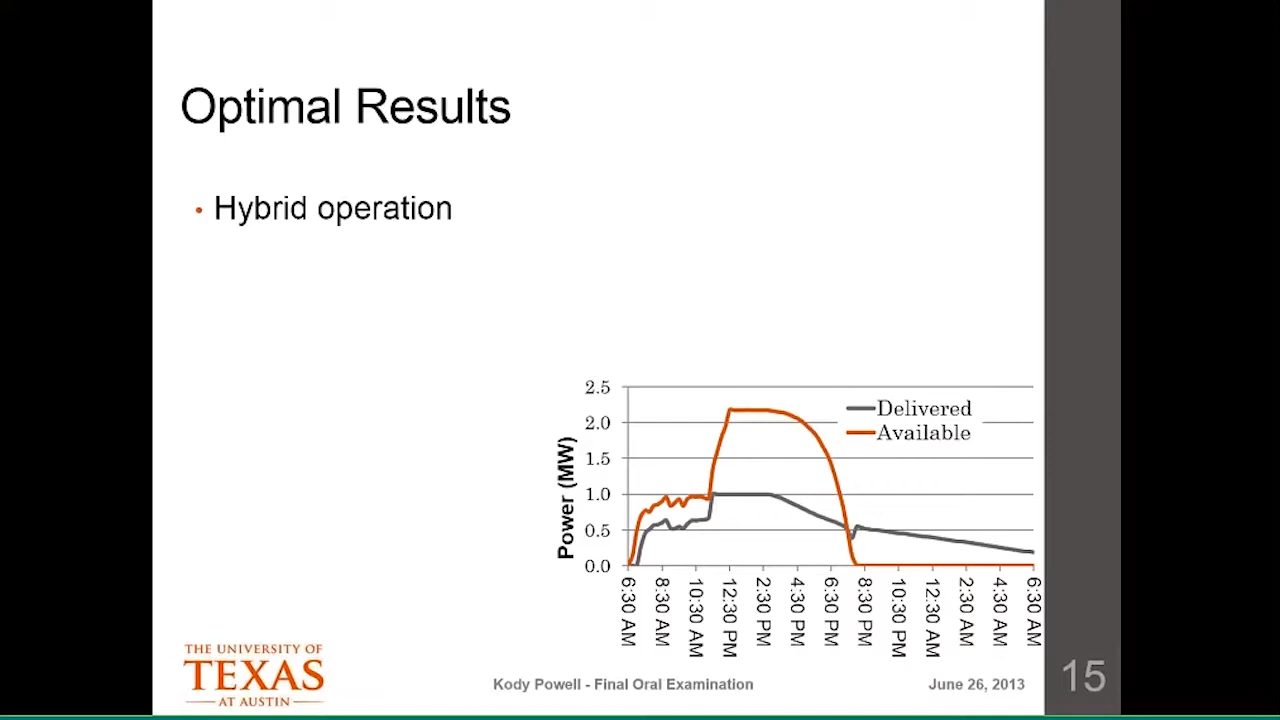 Optimal Results
• Hybrid operation
2.5
2.0
1.5
1.0
0.5
0.0
Power (MW)
Delivered
Available
6:30 AM
8:30 AM
10:30 AM
12:30 PM
2:30 PM
4:30 PM
6:30 PM
8:30 PM
10:30 PM
12:30 AM
2:30 AM
4:30 AM
6:30 AM
THE UNIVERSITY OF
TEXAS
AT AUSTIN
Kody Powell - Final Oral Examination
June 26, 2013
15